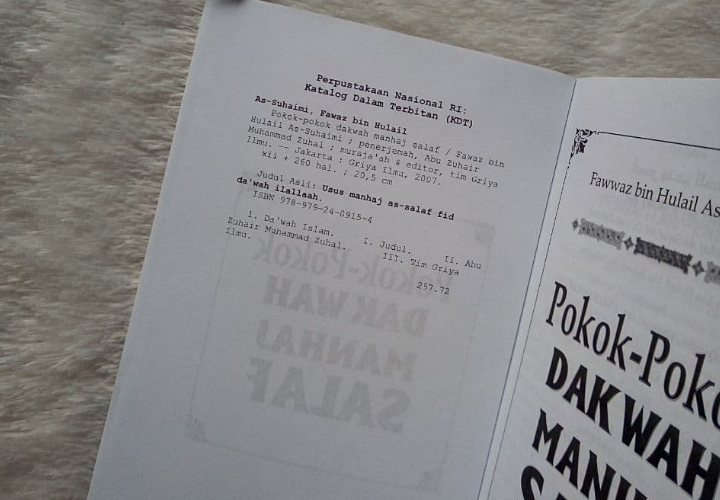 Perpustakaan Nasional RI:
Katalog Dalam Terbitan (KDT)
As-Suhaimi, Fawaz bin Hulail
Pokok-pokok dakwah manhaj salaf / Fawaz bin
Hulail As-Suhaimi ; penerjemah, Abu Zuhair
Muhammad Zuhal ; muraja'ah & editor, tim Griya
Ilmu. -- Jakarta : Griya Ilmu, 2007.
xii + 260 hal. ; 20,5 cm
Judul Asli: Usus manhaj as-salaf fid
da'wah ilallaah.
ISBN 978-979-24-0915-4
1. Da'wah Islam. I. Judul. II. Abu
Zuhair Muhammad Zuhal. III. Tim Griya
Ilmu.
297.72
Fawwaz bin Hulail As
Pokok-Poko
DAKWAH
MANH